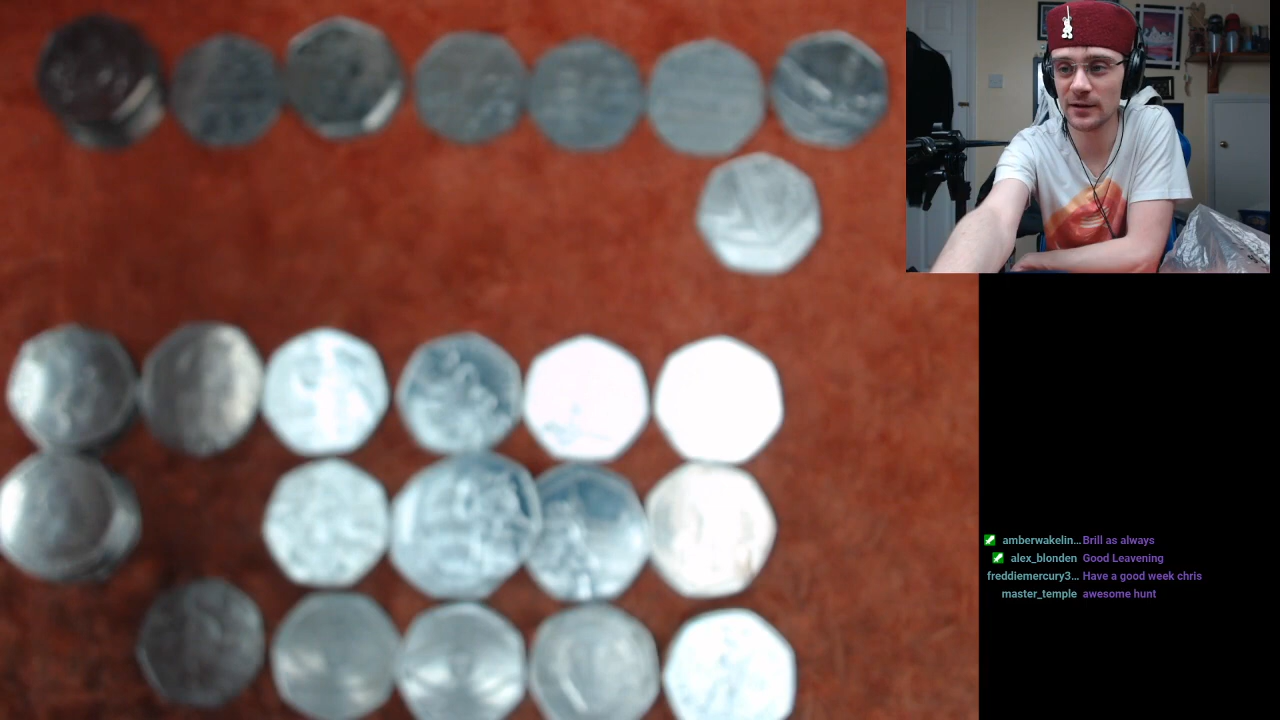 amberwakelin... Brill as always
alex_blonden Good Leavening
freddiemercury3... Have a good week chris
master_temple awesome hunt